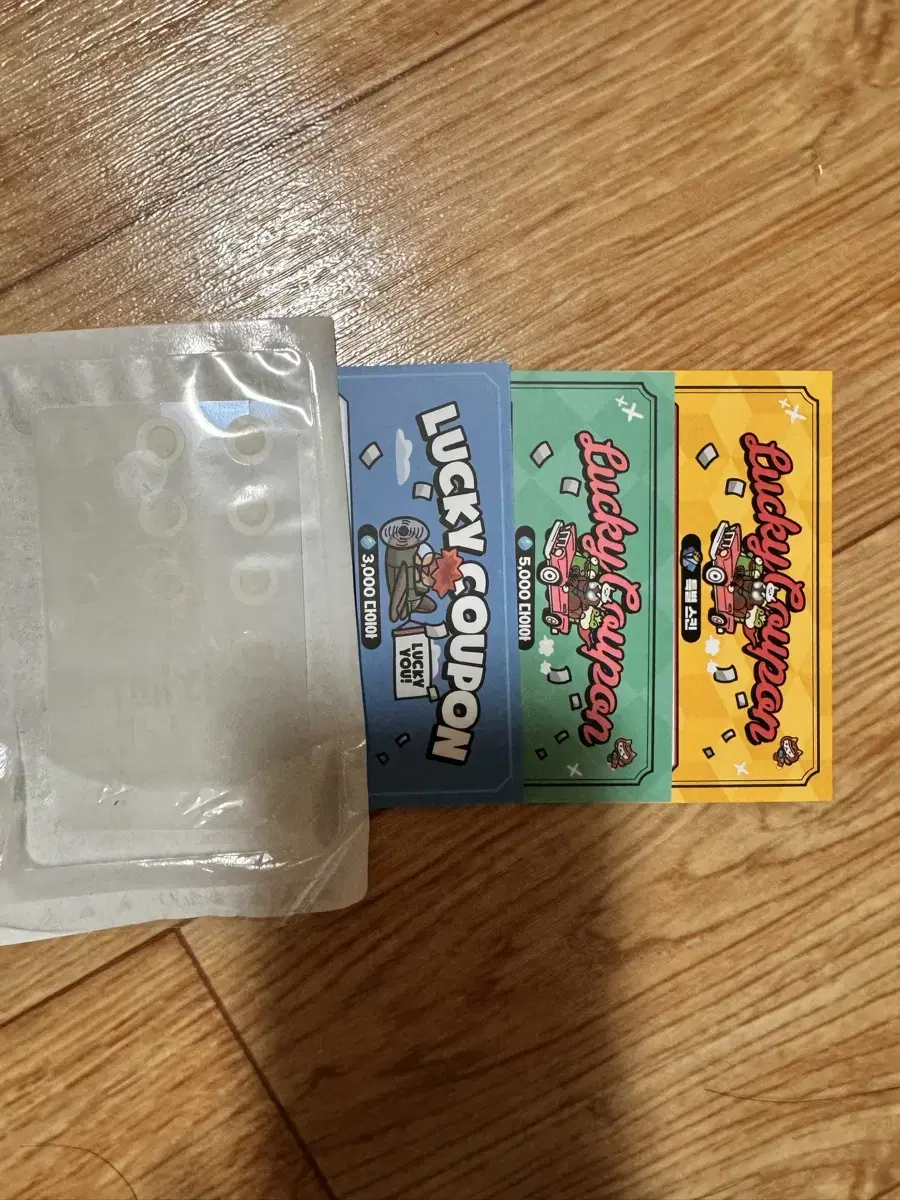 LUCKY COUPON
LUCKY
YOU!
3,000 다이아
Lucky Coupon
5,000 다이아
Lucky Coupon
특별 스킨